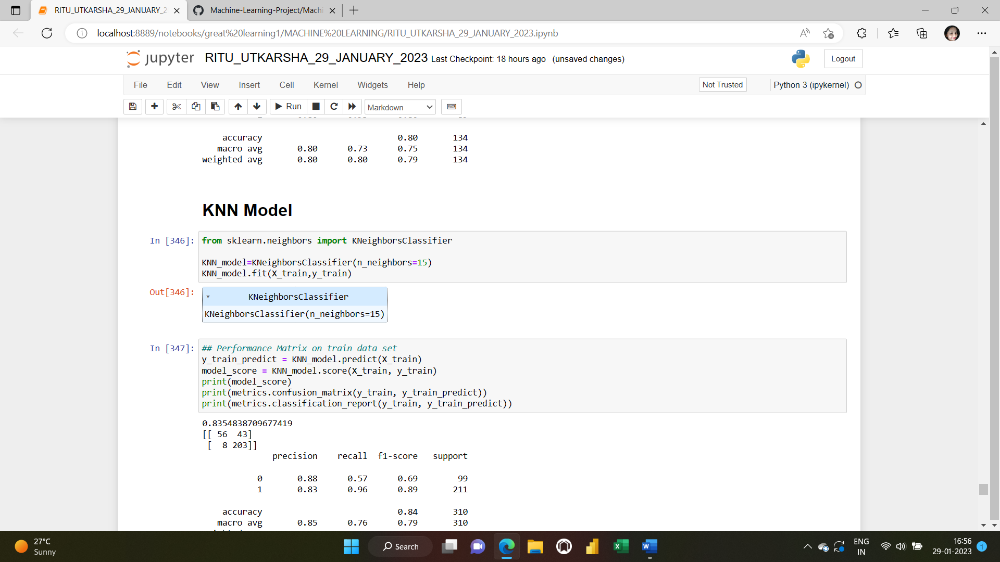 RITU_UTKARSHA_29_JANUARY_2
Machine-Learning-Project/Machi
localhost:8889/notebooks/great%20learning1/MACHINE%20LEARNING/RITU_UTKARSHA_29_JANUARY_2023.ipynb
jupyter RITU_UTKARSHA_29_JANUARY_2023 Last Checkpoint: 18 hours ago (unsaved changes)
Logout
File Edit View Insert Cell Kernel Widgets Help
Not Trusted
Python 3 (ipykernel)
Run
Markdown
accuracy 0.80 134
macro avg 0.80 0.73 0.75 134
weighted avg 0.80 0.80 0.79 134
KNN Model
In [346]: from sklearn.neighbors import KNeighborsClassifier
KNN_model=KNeighborsClassifier(n_neighbors=15)
KNN_model.fit(X_train,y_train)
Out[346]: KNeighborsClassifier
KNeighborsClassifier(n_neighbors=15)
In [347]: ## Performance Matrix on train data set
y_train_predict = KNN_model.predict(X_train)
model_score = KNN_model.score(X_train, y_train)
print(model_score)
print(metrics.confusion_matrix(y_train, y_train_predict))
print(metrics.classification_report(y_train, y_train_predict))
0.8354838709677419
[[ 56 43]
[ 8 203]]
precision recall f1-score support
0 0.88 0.57 0.69 99
1 0.83 0.96 0.89 211
accuracy 0.84 310
macro avg 0.85 0.76 0.79 310
27°C
Sunny
Search
ENG
IN
16:56
29-01-2023
1